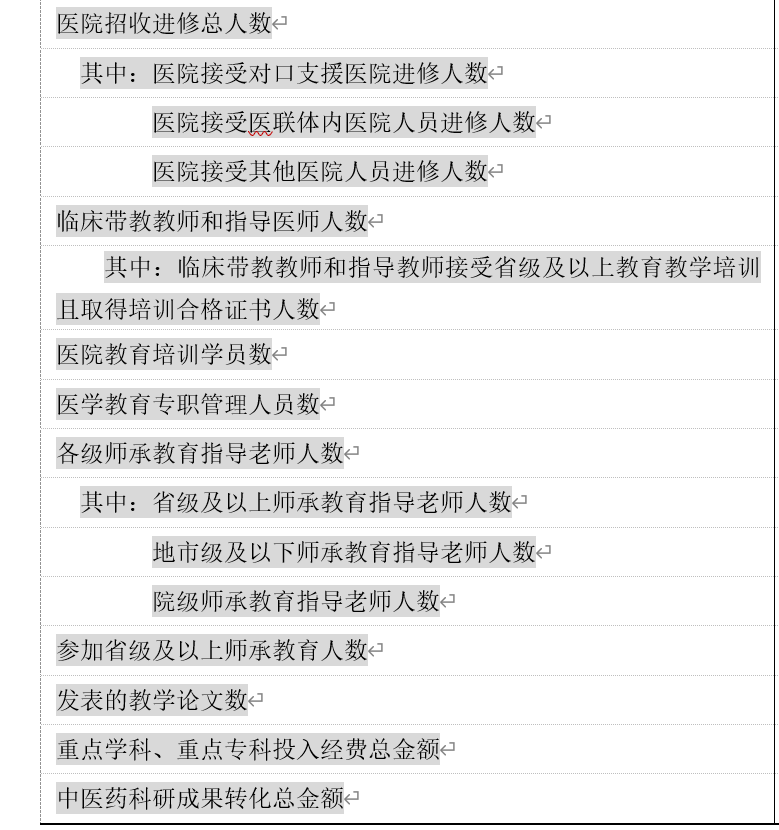 医院招收进修总人数
其中：医院接受对口支援医院进修人数
医院接受医联体内医院人员进修人数
医院接受其他医院人员进修人数
临床带教教师和指导医师人数
其中：临床带教教师和指导教师接受省级及以上教育教学培训
且取得培训合格证书人数
医院教育培训学员数
医学教育专职管理人员数
各级师承教育指导老师人数
其中：省级及以上师承教育指导老师人数
地市级及以下师承教育指导老师人数
院级师承教育指导老师人数
参加省级及以上师承教育人数
发表的教学论文数
重点学科、重点专科投入经费总金额
中医药科研成果转化总金额